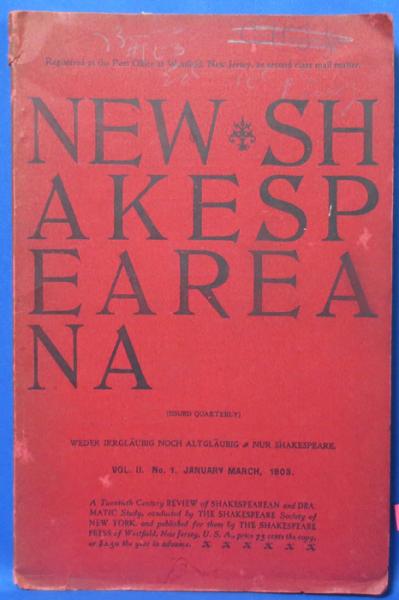 Registered at the Post Office at Westfield, New Jersey, as second class mail matter.
NEW SH
AKESP
EAREA
NA
(ISSUED QUARTERLY)
WEDER IRRGLÄUBIG NOCH ALTGLÄUBIG NUR SHAKESPEARE.
VOL. II. No. 1. JANUARY MARCH, 1903.
A Twentieth Century REVIEW of SHAKESPEAREAN and DRA
MATIC Study, conducted by THE SHAKESPEARE Society of
NEW YORK, and published for them by THE SHAKESPEARE
PRESS of Westfield, New Jersey, U. S. A., price 75 cents the copy,
or $2.50 the year in advance. X X X X X X